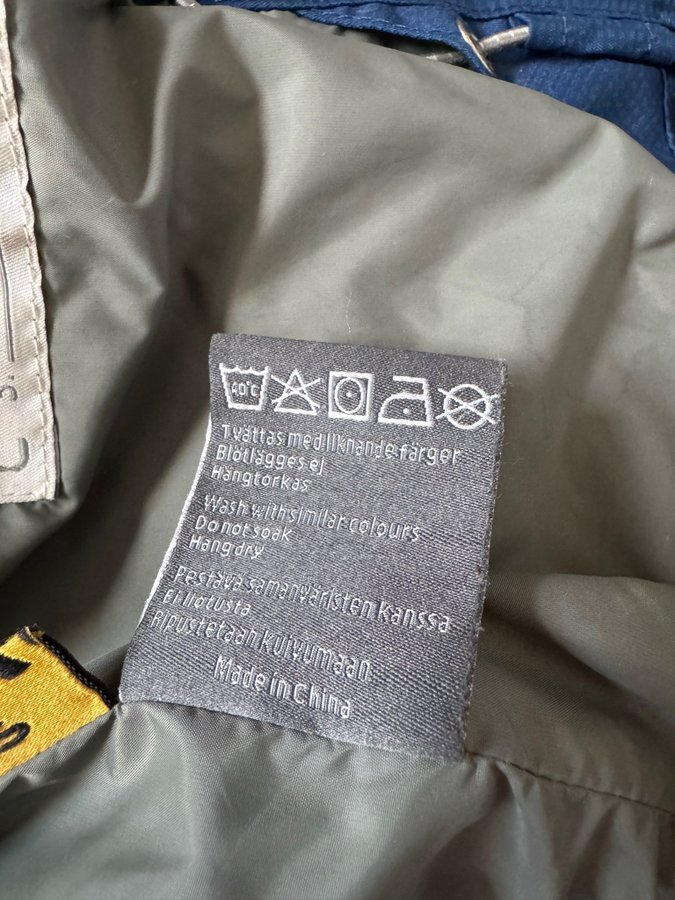 40°C
Tvättas med liknande färger
Blötlägges ej
Hängtorkas
Wash with similar colours
Do not soak
Hang dry
Pestävä samanväristen kanssa
Ei liotusta
Ripustetaan kuivumaan
Made in China